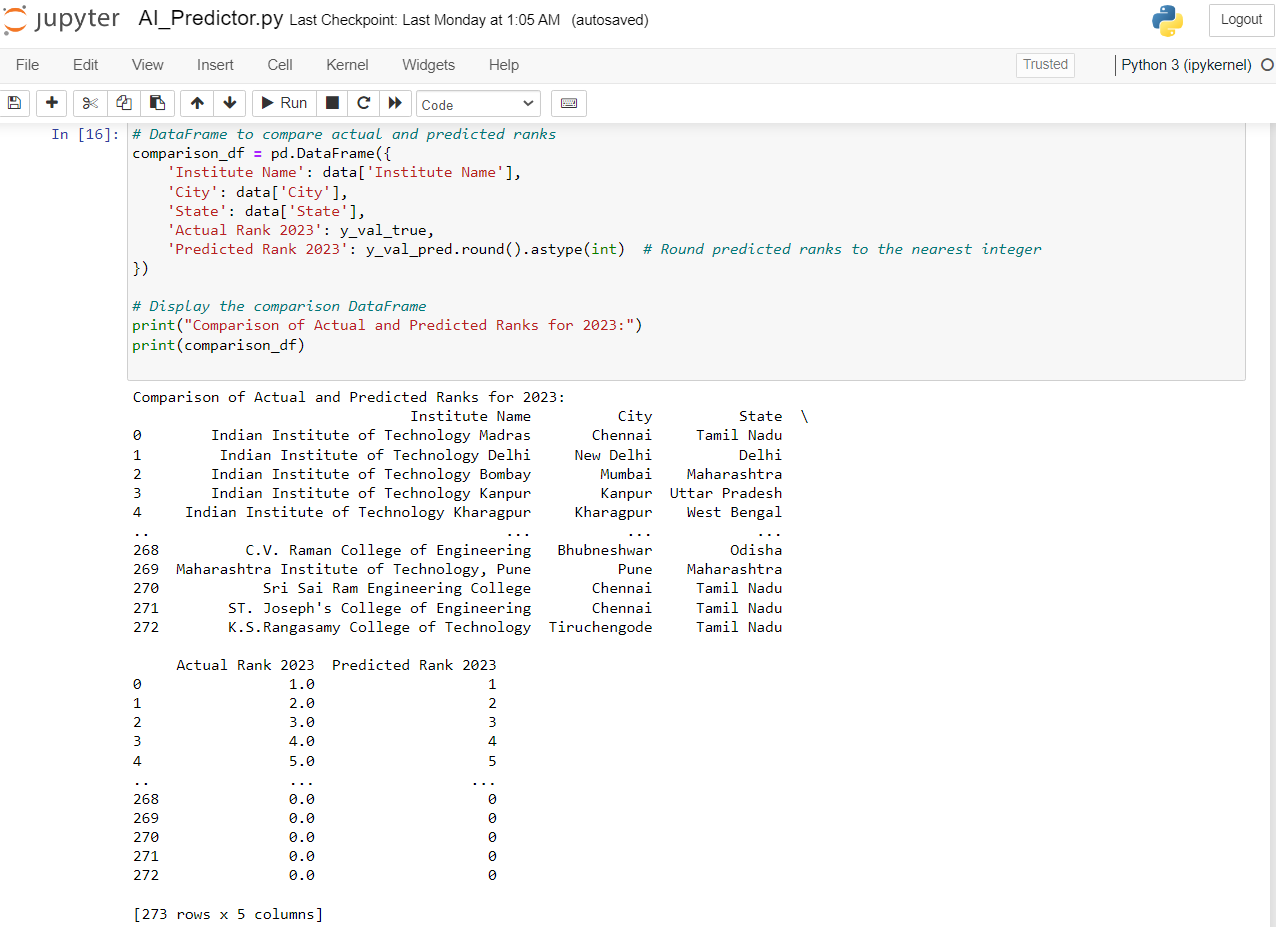 jupyter AI_Predictor.py Last Checkpoint: Last Monday at 1:05 AM (autosaved) Logout
File Edit View Insert Cell Kernel Widgets Help Trusted Python 3 (ipykernel)
Run Code
In [16]: # DataFrame to compare actual and predicted ranks
comparison_df = pd.DataFrame({
    'Institute Name': data['Institute Name'],
    'City': data['City'],
    'State': data['State'],
    'Actual Rank 2023': y_val_true,
    'Predicted Rank 2023': y_val_pred.round().astype(int)  # Round predicted ranks to the nearest integer
})
# Display the comparison DataFrame
print("Comparison of Actual and Predicted Ranks for 2023:")
print(comparison_df)
Comparison of Actual and Predicted Ranks for 2023:
                                Institute Name          City          State  \
0        Indian Institute of Technology Madras       Chennai     Tamil Nadu
1         Indian Institute of Technology Delhi     New Delhi          Delhi
2        Indian Institute of Technology Bombay        Mumbai    Maharashtra
3        Indian Institute of Technology Kanpur        Kanpur  Uttar Pradesh
4     Indian Institute of Technology Kharagpur     Kharagpur    West Bengal
..                                         ...           ...            ...
268         C.V. Raman College of Engineering   Bhubneshwar         Odisha
269  Maharashtra Institute of Technology, Pune          Pune    Maharashtra
270           Sri Sai Ram Engineering College       Chennai     Tamil Nadu
271       ST. Joseph's College of Engineering       Chennai     Tamil Nadu
272       K.S.Rangasamy College of Technology  Tiruchengode     Tamil Nadu
     Actual Rank 2023  Predicted Rank 2023
0                 1.0                    1
1                 2.0                    2
2                 3.0                    3
3                 4.0                    4
4                 5.0                    5
..                ...                  ...
268               0.0                    0
269               0.0                    0
270               0.0                    0
271               0.0                    0
272               0.0                    0
[273 rows x 5 columns]